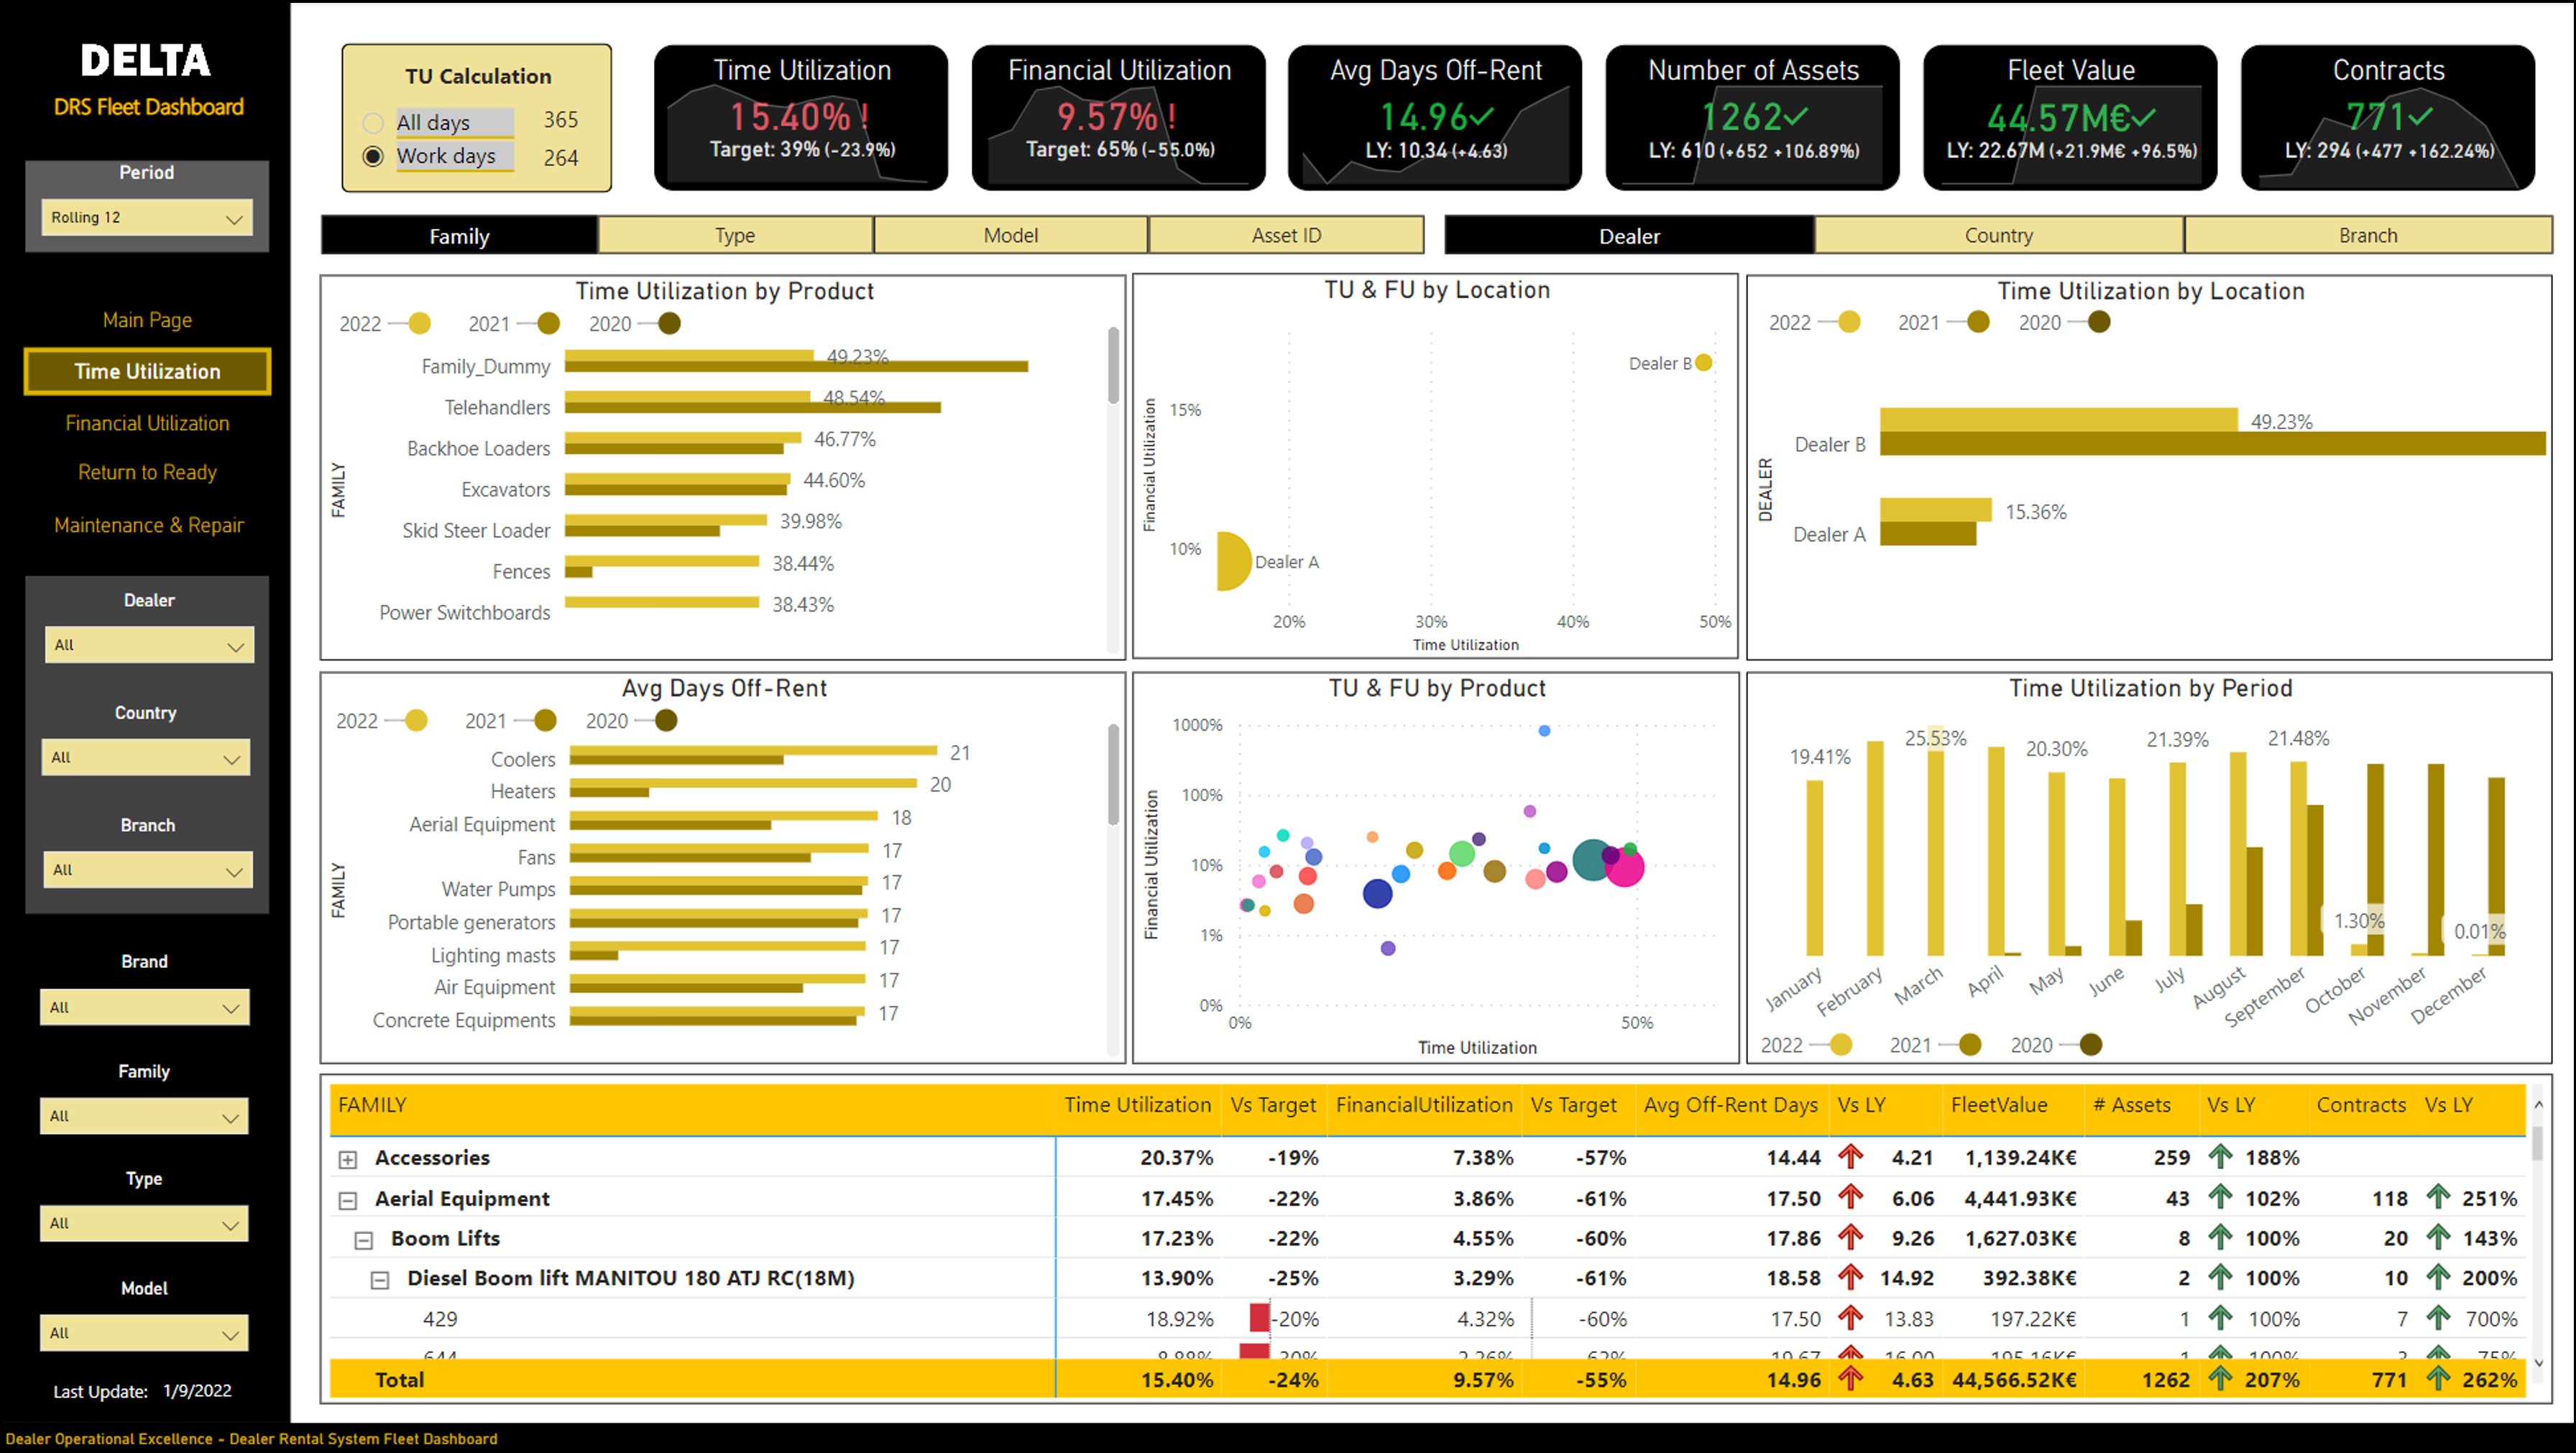 DELTA
DRS Fleet Dashboard
Period
Rolling 12
Main Page
Time Utilization
Financial Utilization
Return to Ready
Maintenance & Repair
Dealer
All
Country
All
Branch
All
Brand
All
Family
All
Type
All
Model
All
Last Update: 1/9/2022
TU Calculation
All days 365
Work days 264
Time Utilization
15.40% !
Target: 39% (-23.9%)
Financial Utilization
9.57% !
Target: 65% (-55.0%)
Avg Days Off-Rent
14.96✓
LY: 10.34 (+4.63)
Number of Assets
1262✓
LY: 610 (+652 +106.89%)
Fleet Value
44.57M€✓
LY: 22.67M (+21.9M€ +96.5%)
Contracts
771✓
LY: 294 (+477 +162.24%)
Family Type Model Asset ID
Dealer Country Branch
Time Utilization by Product
2022 2021 2020
FAMILY
Family_Dummy 49.23%
Telehandlers 48.54%
Backhoe Loaders 46.77%
Excavators 44.60%
Skid Steer Loader 39.98%
Fences 38.44%
Power Switchboards 38.43%
TU & FU by Location
Financial Utilization
Dealer B
15%
10%
Dealer A
20% 30% 40% 50%
Time Utilization
Time Utilization by Location
2022 2021 2020
DEALER
Dealer B 49.23%
Dealer A 15.36%
Avg Days Off-Rent
2022 2021 2020
FAMILY
Coolers 21
Heaters 20
Aerial Equipment 18
Fans 17
Water Pumps 17
Portable generators 17
Lighting masts 17
Air Equipment 17
Concrete Equipments 17
TU & FU by Product
Financial Utilization
1000%
100%
10%
1%
0%
0% 50%
Time Utilization
Time Utilization by Period
19.41% 25.53% 20.30% 21.39% 21.48% 1.30% 0.01%
January February March April May June July August September October November December
2022 2021 2020
FAMILY Time Utilization Vs Target FinancialUtilization Vs Target Avg Off-Rent Days Vs LY FleetValue # Assets Vs LY Contracts Vs LY
Accessories 20.37% -19% 7.38% -57% 14.44 4.21 1,139.24K€ 259 188%
Aerial Equipment 17.45% -22% 3.86% -61% 17.50 6.06 4,441.93K€ 43 102% 118 251%
Boom Lifts 17.23% -22% 4.55% -60% 17.86 9.26 1,627.03K€ 8 100% 20 143%
Diesel Boom lift MANITOU 180 ATJ RC(18M) 13.90% -25% 3.29% -61% 18.58 14.92 392.38K€ 2 100% 10 200%
429 18.92% -20% 4.32% -60% 17.50 13.83 197.22K€ 1 100% 7 700%
Total 15.40% -24% 9.57% -55% 14.96 4.63 44,566.52K€ 1262 207% 771 262%
Dealer Operational Excellence - Dealer Rental System Fleet Dashboard